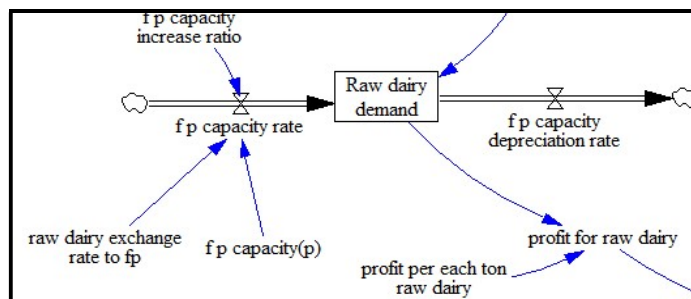 f p capacity
increase ratio
Raw dairy
demand
f p capacity rate
f p capacity
depreciation rate
raw dairy exchange
rate to fp
f p capacity(p)
profit for raw dairy
profit per each ton
raw dairy